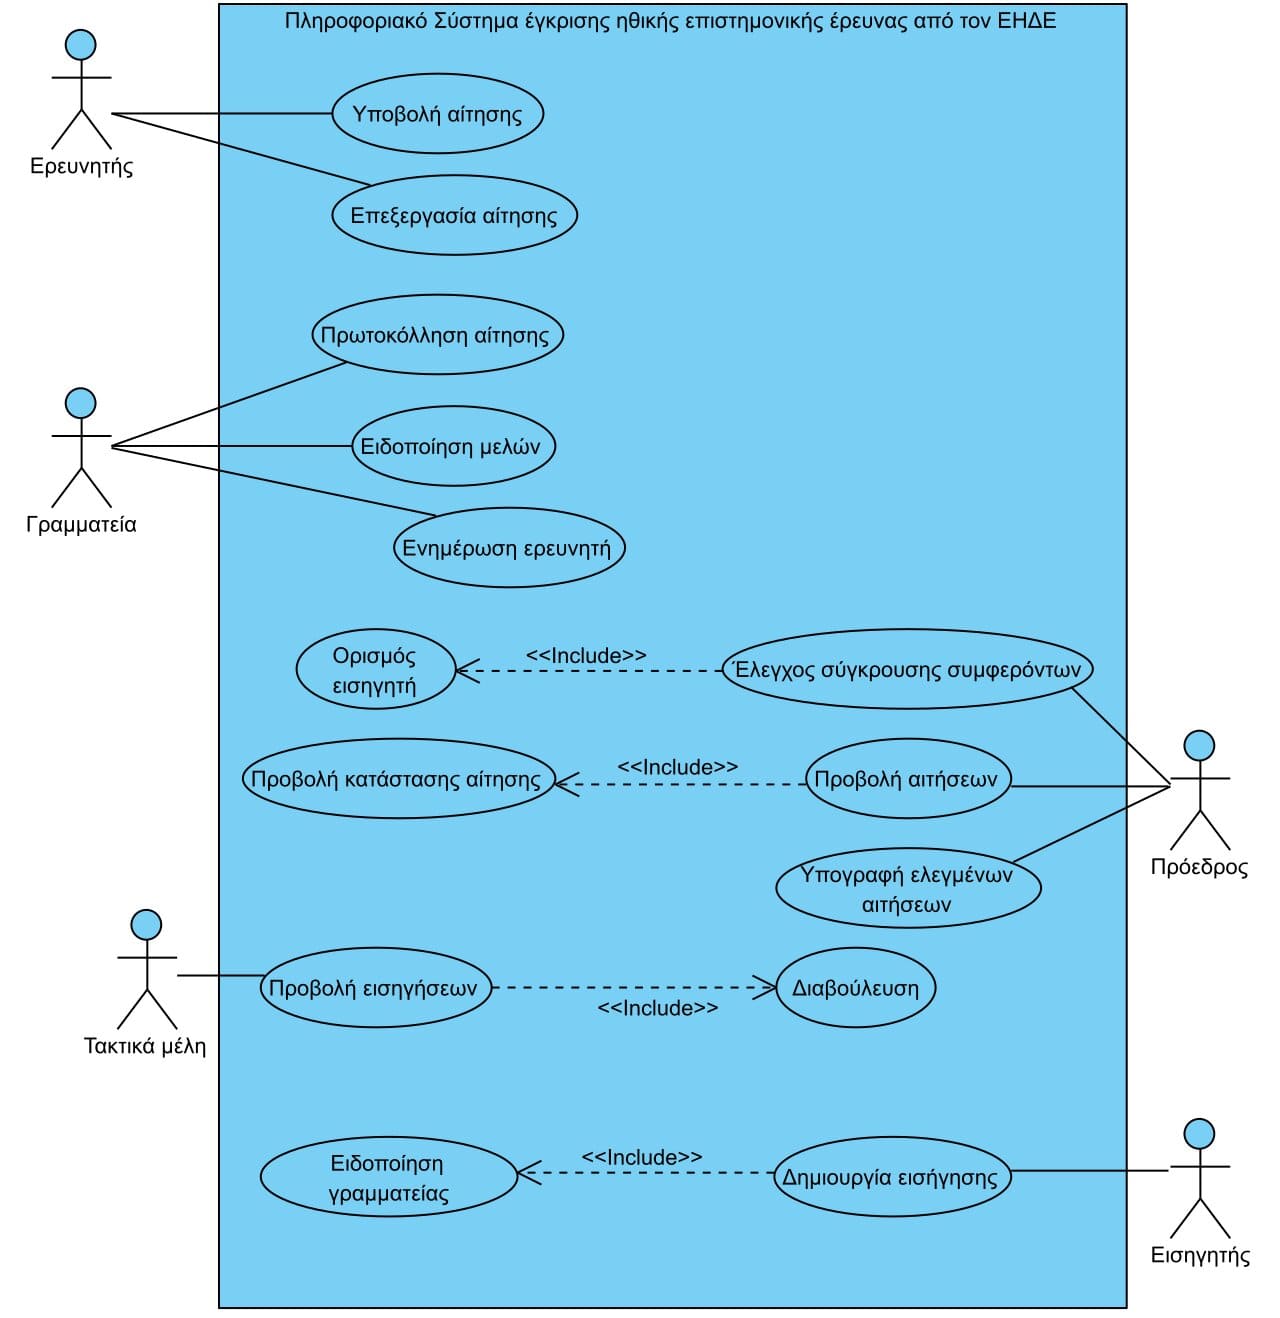 Πληροφοριακό Σύστημα έγκρισης ηθικής επιστημονικής έρευνας από τον ΕΗΔΕ
Υποβολή αίτησης
Ερευνητής
Επεξεργασία αίτησης
Πρωτοκόλληση αίτησης
Ειδοποίηση μελών
Γραμματεία
Ενημέρωση ερευνητή
Ορισμός
εισηγητή
<<Include>>
Έλεγχος σύγκρουσης συμφερόντων
Προβολή κατάστασης αίτησης
<<Include>>
Προβολή αιτήσεων
Πρόεδρος
Υπογραφή ελεγμένων
αιτήσεων
Προβολή εισηγήσεων
<<Include>>
Διαβούλευση
Τακτικά μέλη
Ειδοποίηση
γραμματείας
<<Include>>
Δημιουργία εισήγησης
Εισηγητής